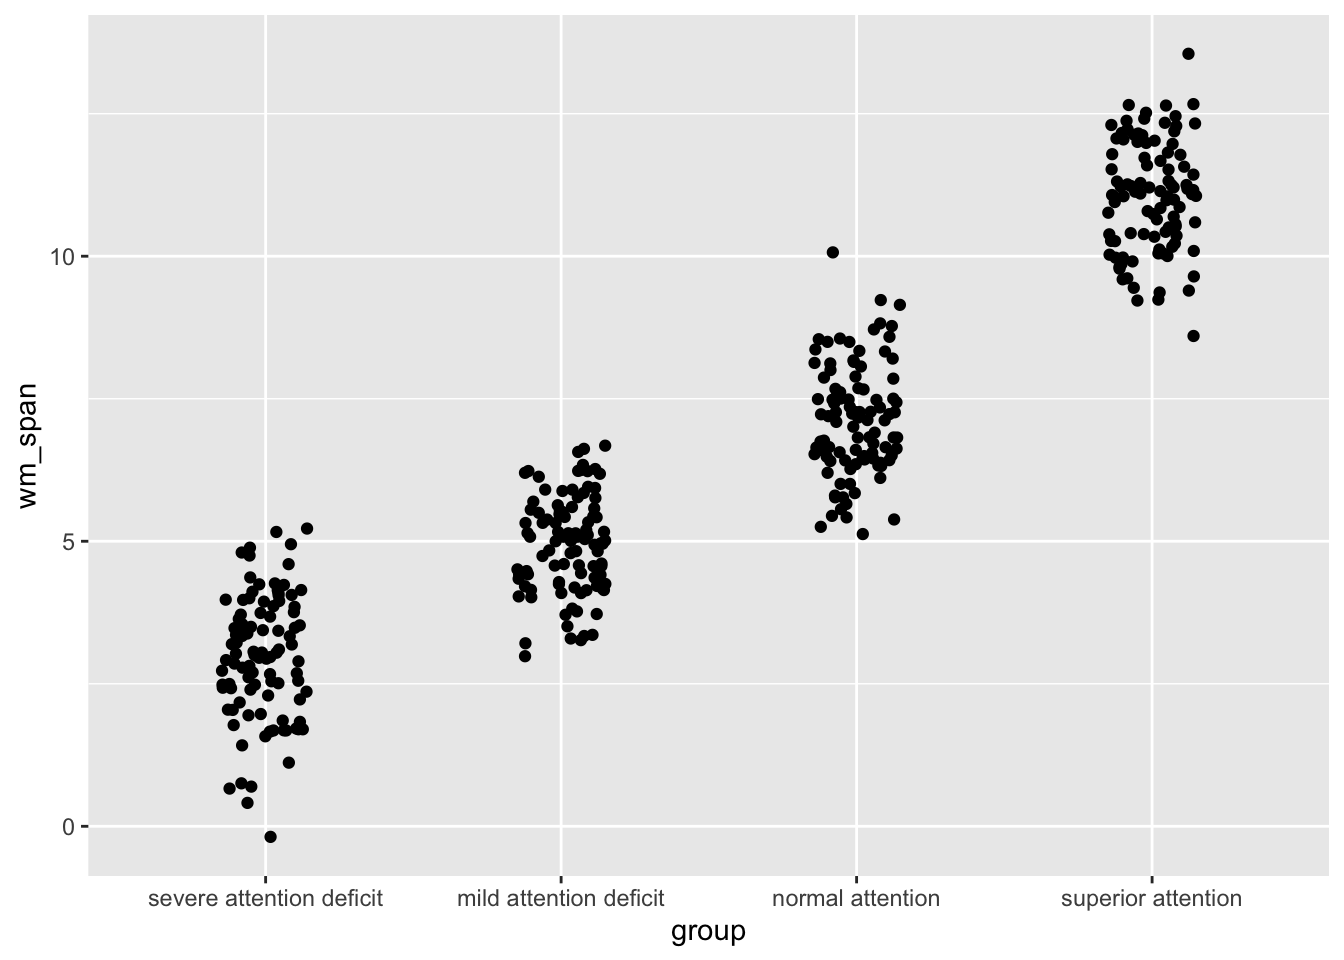 wm_span
10
5
0
severe attention deficit
mild attention deficit
normal attention
superior attention
group